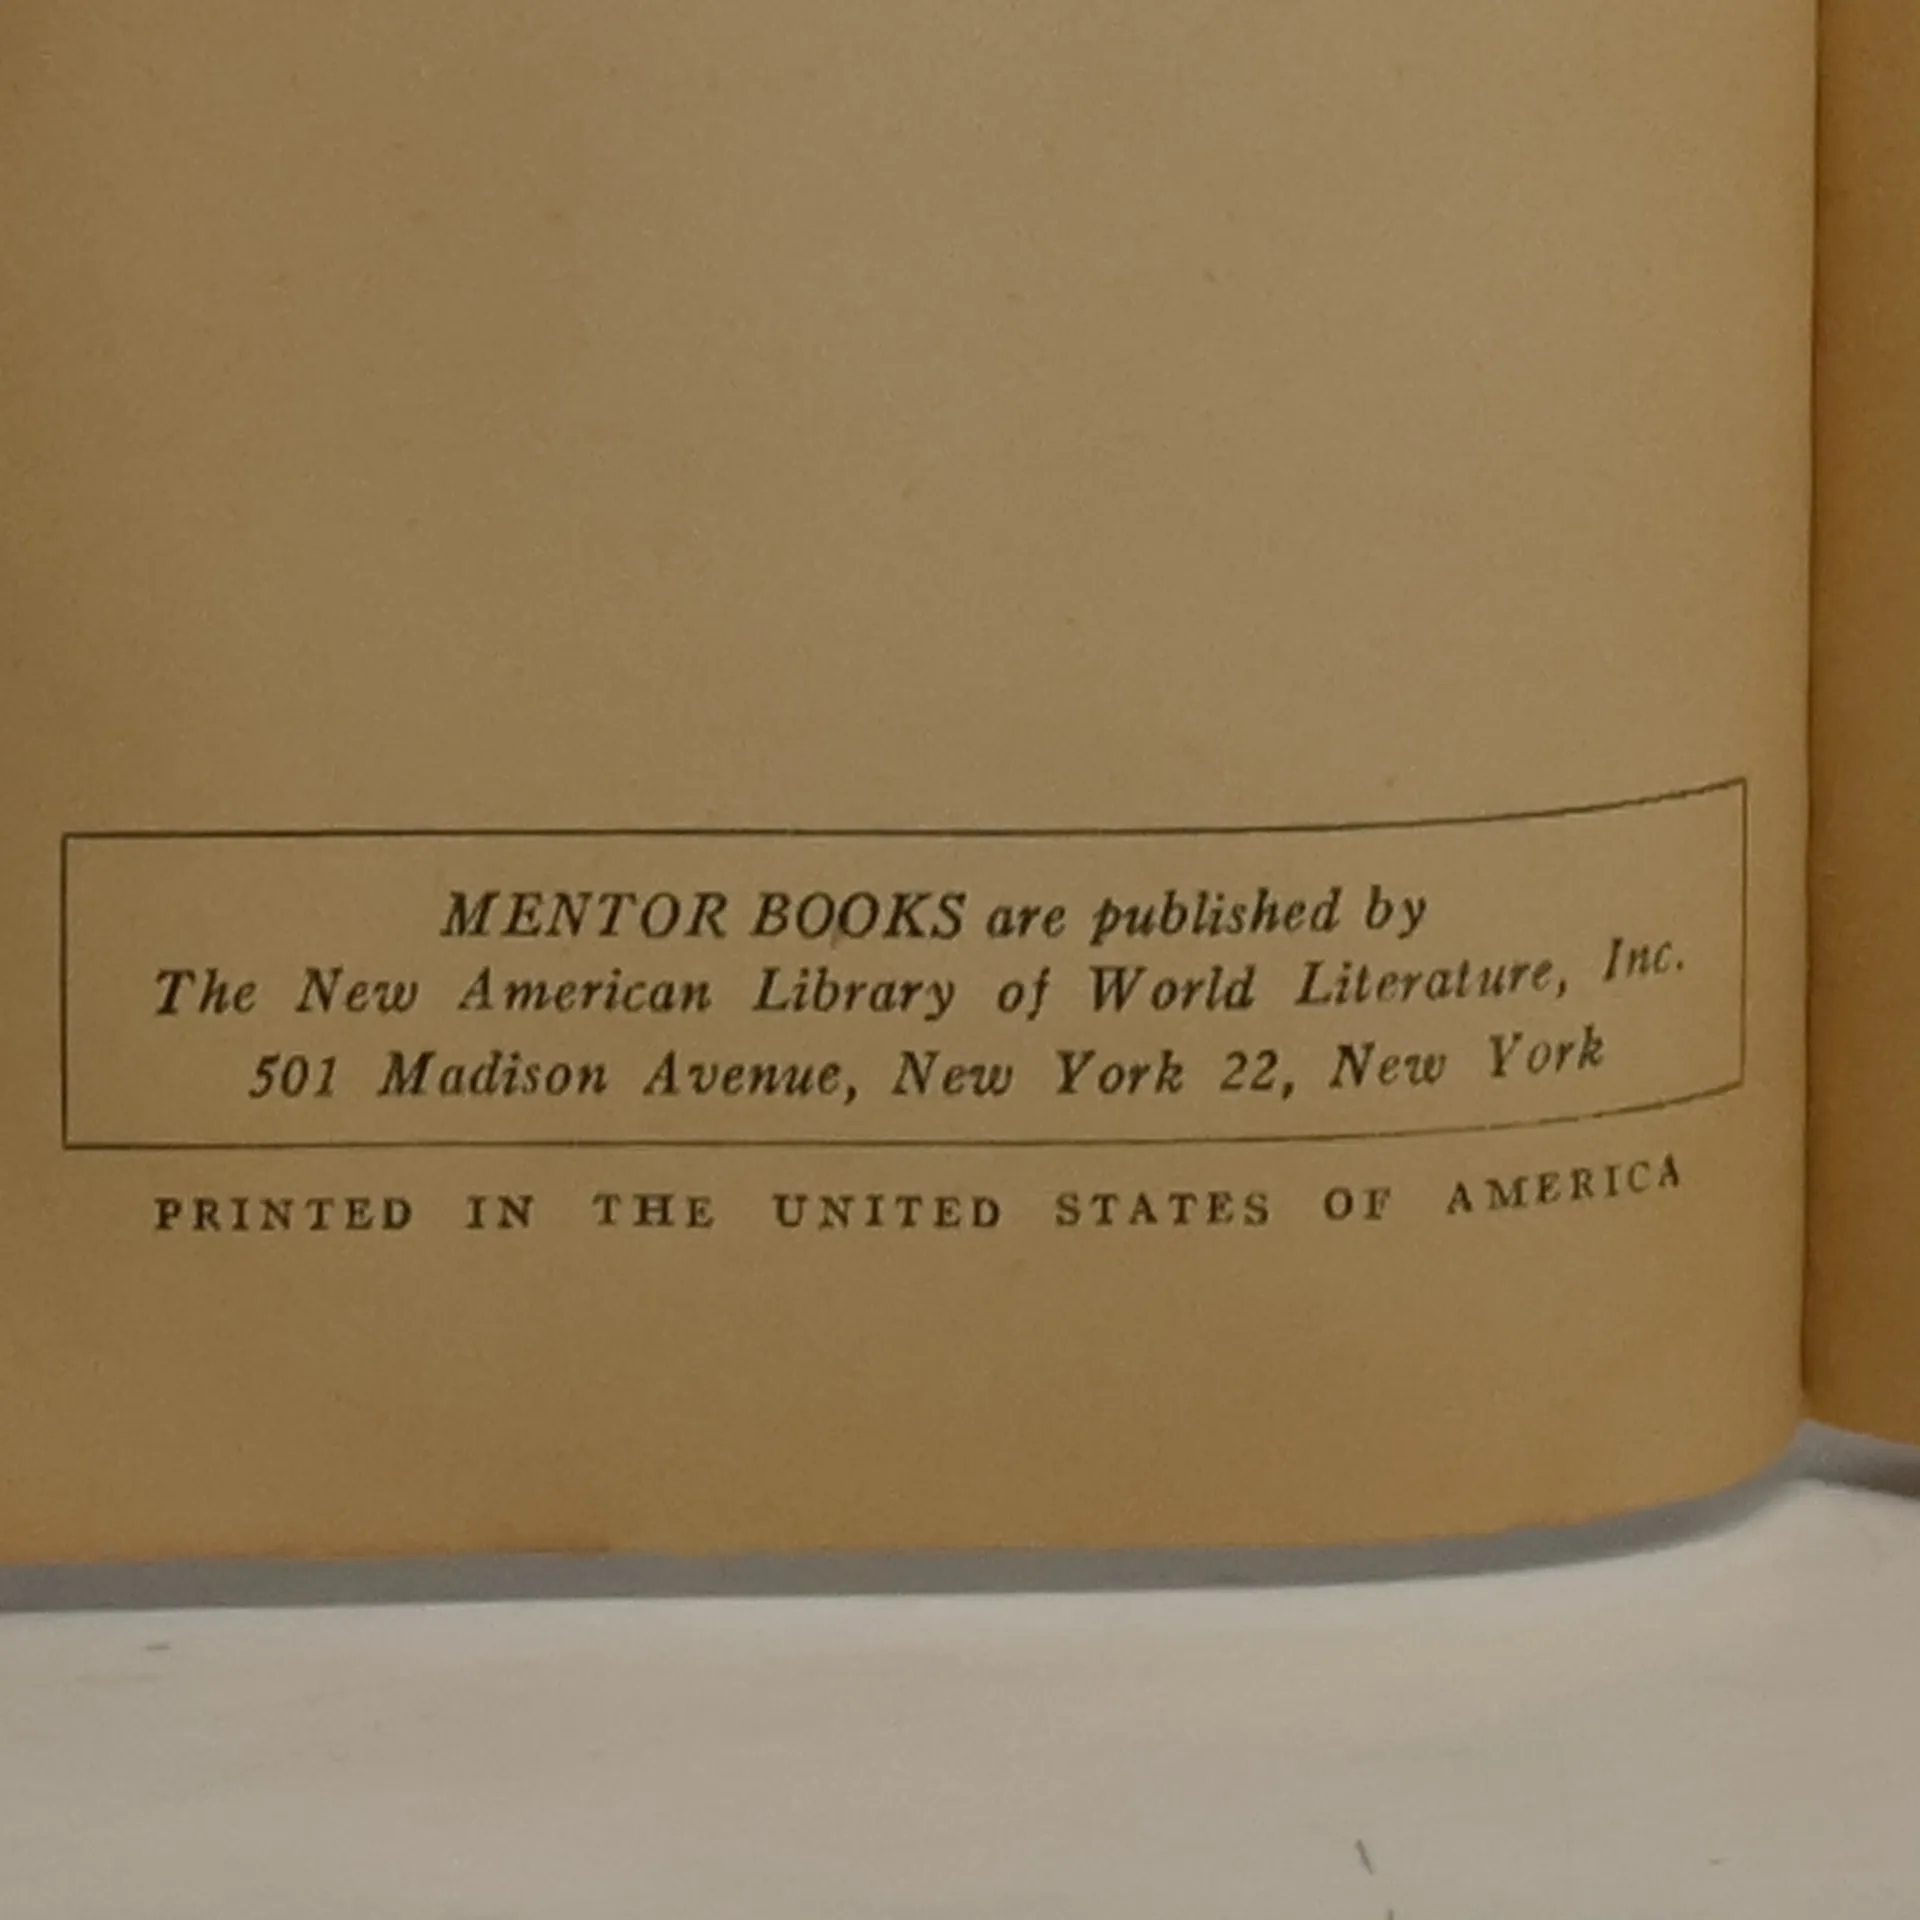 MENTOR BOOKS are published by
The New American Library of World Literature, Inc.
501 Madison Avenue, New York 22, New York
PRINTED IN THE UNITED STATES OF AMERICA